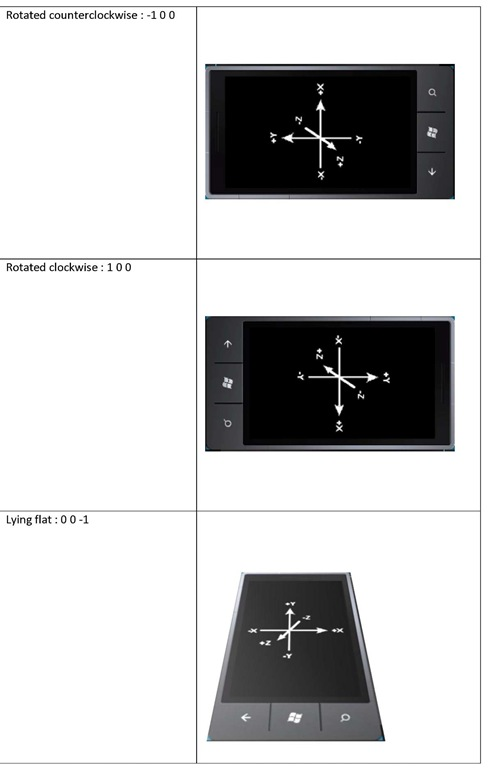 Rotated counterclockwise : -1 0 0
+X
-Z
+Y
-Y
+Z
-X
Rotated clockwise : 1 0 0
-X
+Z
-Y
+Y
-Z
+X
Lying flat : 0 0 -1
+Y
-Z
-X
+X
+Z
-Y